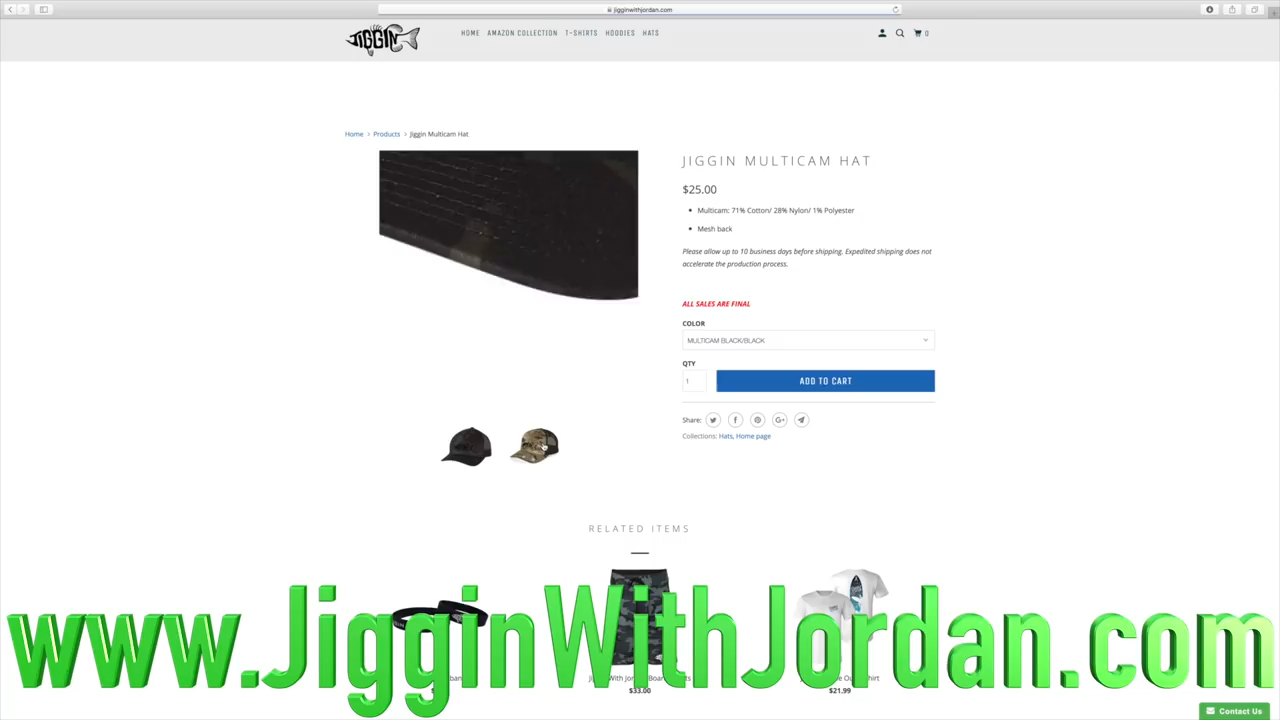 jigginwithjordan.com
JIGGIN
HOME AMAZON COLLECTION T-SHIRTS HOODIES HATS
0
Home > Products > Jiggin Multicam Hat
JIGGIN MULTICAM HAT
$25.00
Multicam: 71% Cotton/ 28% Nylon/ 1% Polyester
Mesh back
Please allow up to 10 business days before shipping. Expedited shipping does not
accelerate the production process.
ALL SALES ARE FINAL
COLOR
MULTICAM BLACK/BLACK
QTY
1
ADD TO CART
Share:
Collections: Hats, Home page
RELATED ITEMS
www.JigginWithJordan.com
$33.00
$21.99
Contact Us